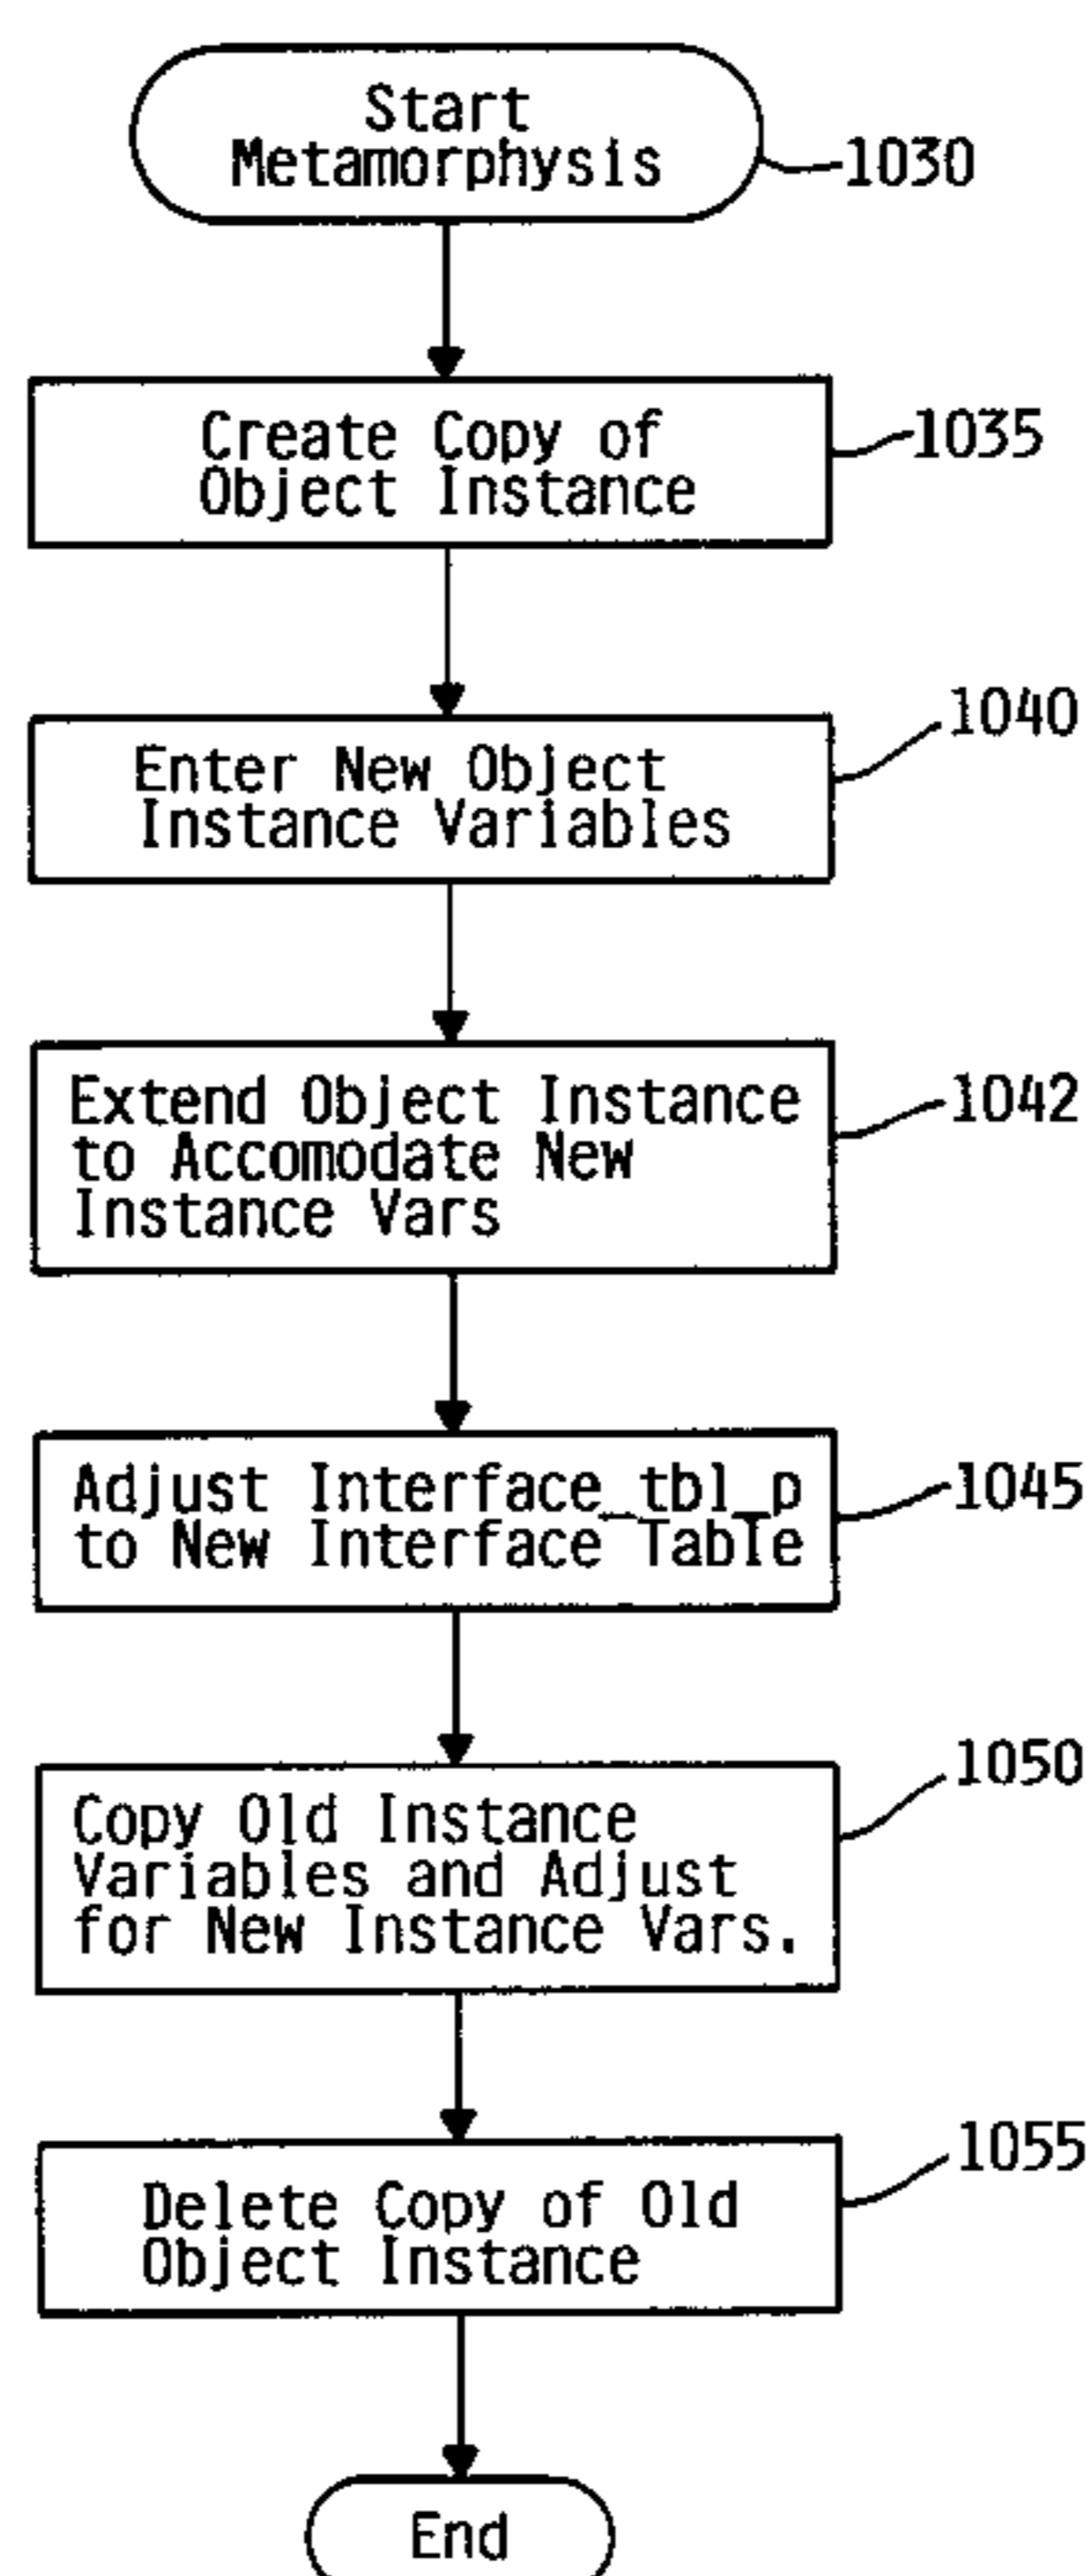 Start
Metamorphysis
1030
Create Copy of
Object Instance
1035
Enter New Object
Instance Variables
1040
Extend Object Instance
to Accomodate New
Instance Vars
1042
Adjust Interface_tbl_p
to New Interface Table
1045
Copy Old Instance
Variables and Adjust
for New Instance Vars.
1050
Delete Copy of Old
Object Instance
1055
End